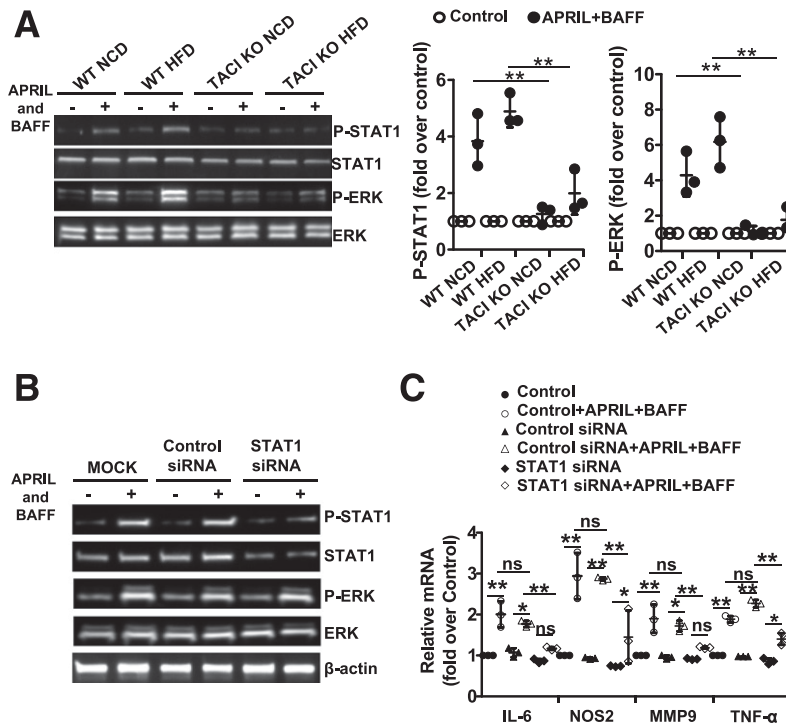 A
WT NCD
WT HFD
TACI KO NCD
TACI KO HFD
APRIL
and
BAFF
- + - + - + - +
P-STAT1
STAT1
P-ERK
ERK
Control
APRIL+BAFF
P-STAT1 (fold over control)
6
4
2
0
**
**
WT NCD
WT HFD
TACI KO NCD
TACI KO HFD
P-ERK (fold over control)
10
8
6
4
2
0
**
**
WT NCD
WT HFD
TACI KO NCD
TACI KO HFD
B
APRIL
and
BAFF
MOCK
Control
siRNA
STAT1
siRNA
- + - + - +
P-STAT1
STAT1
P-ERK
ERK
β-actin
C
Control
Control+APRIL+BAFF
Control siRNA
Control siRNA+APRIL+BAFF
STAT1 siRNA
STAT1 siRNA+APRIL+BAFF
Relative mRNA
(fold over Control)
4
3
2
1
0
ns
**
*
**
ns
ns
**
**
**
*
ns
**
*
**
ns
ns
**
**
**
*
IL-6
NOS2
MMP9
TNF-α